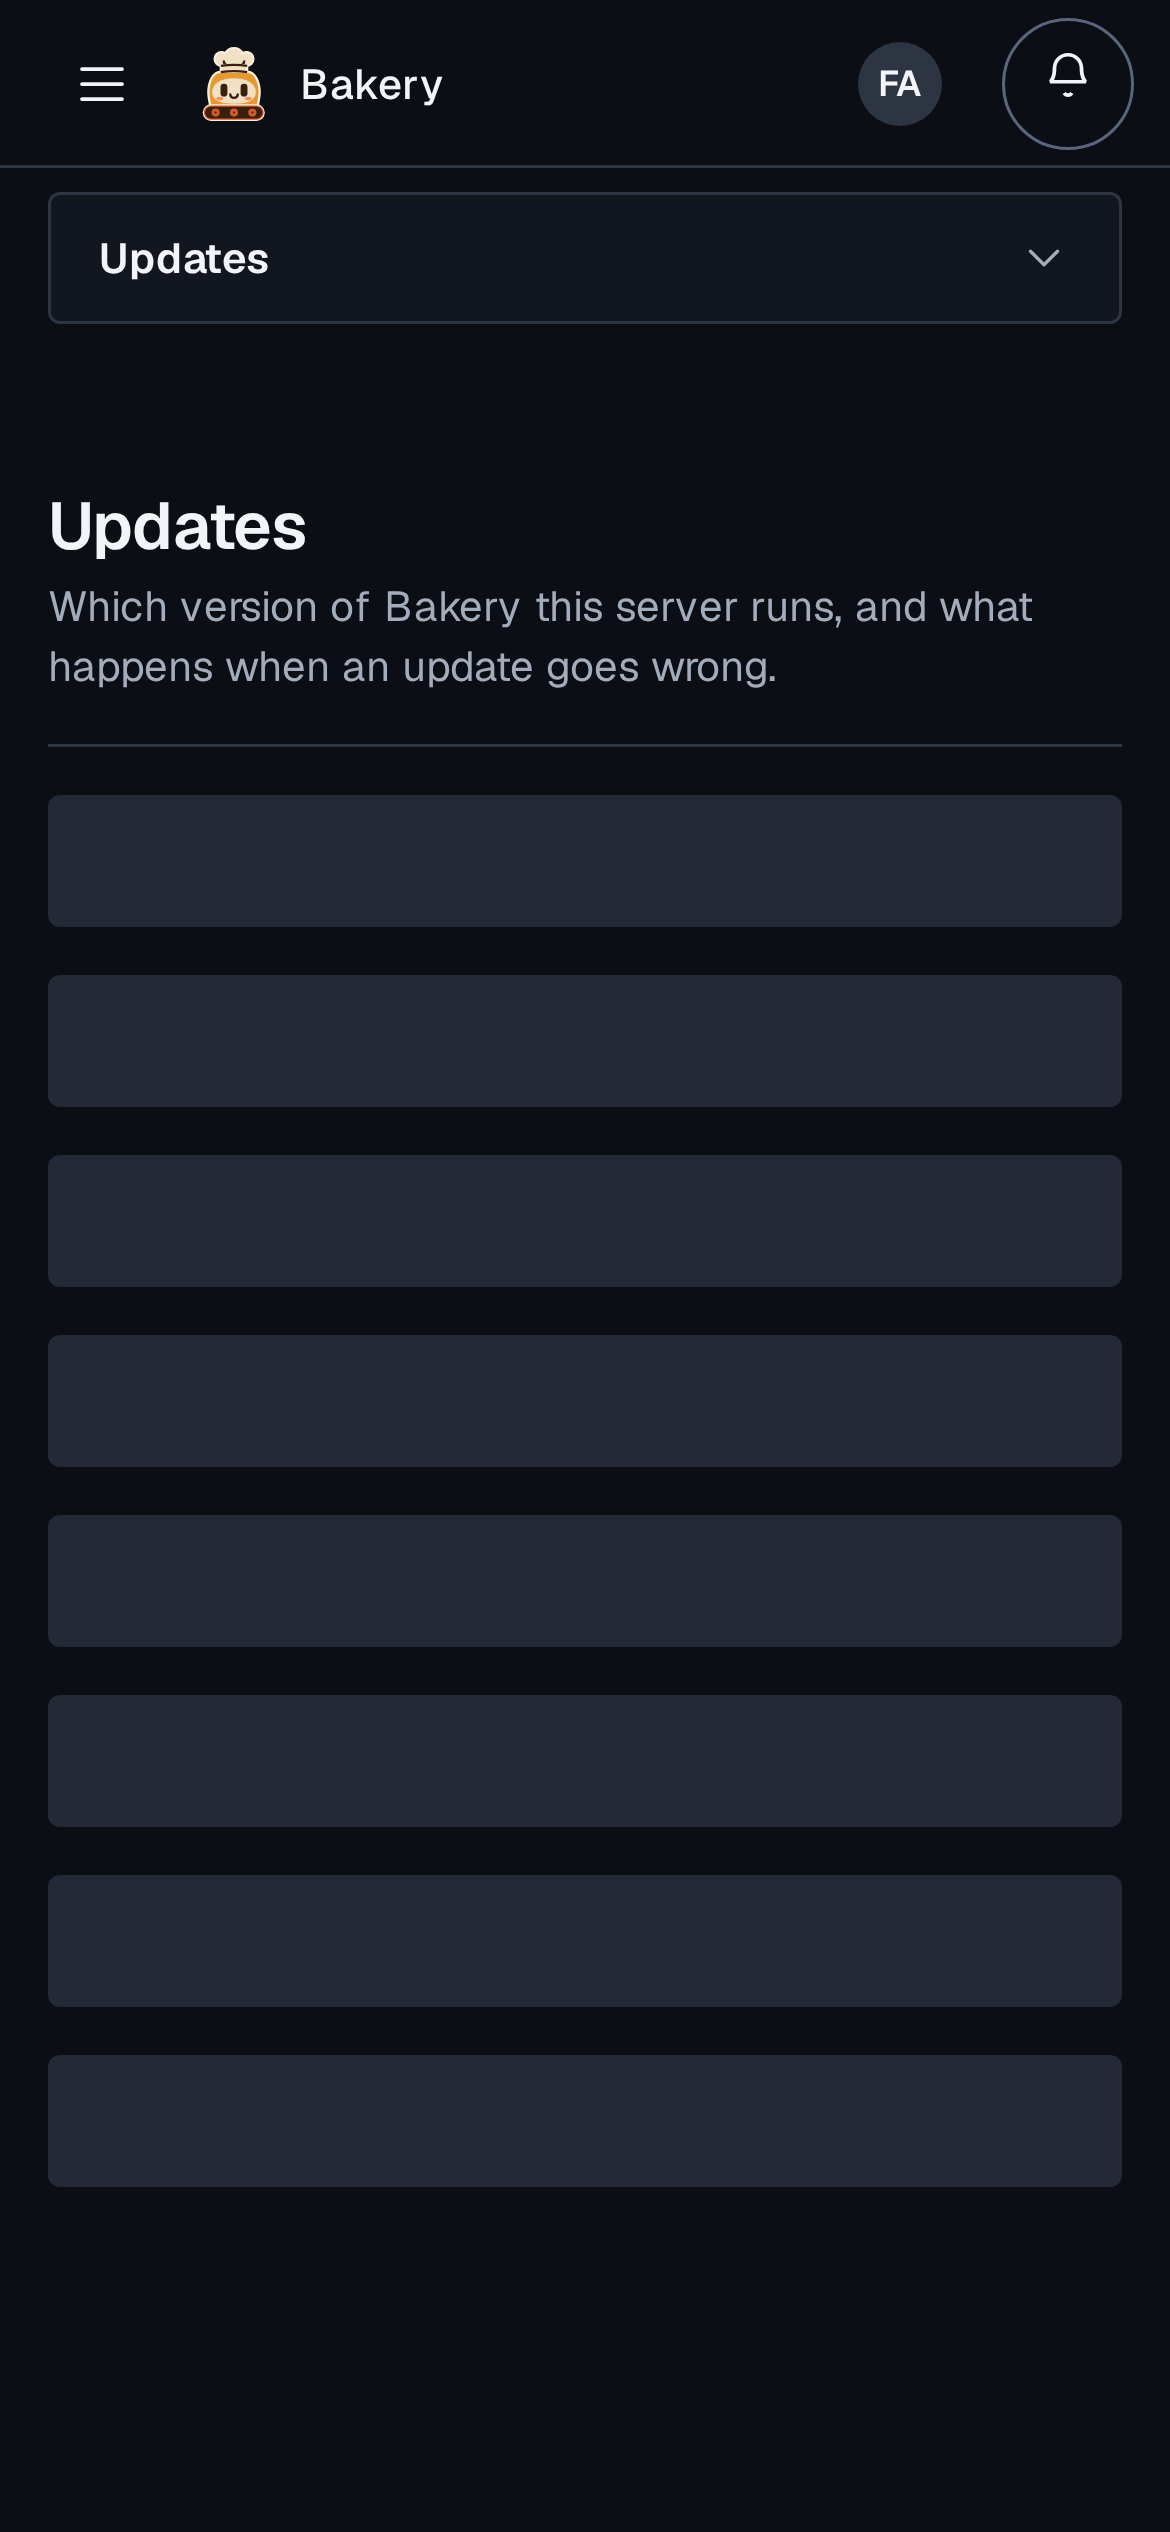 Bakery
FA
Updates
Updates
Which version of Bakery this server runs, and what
happens when an update goes wrong.